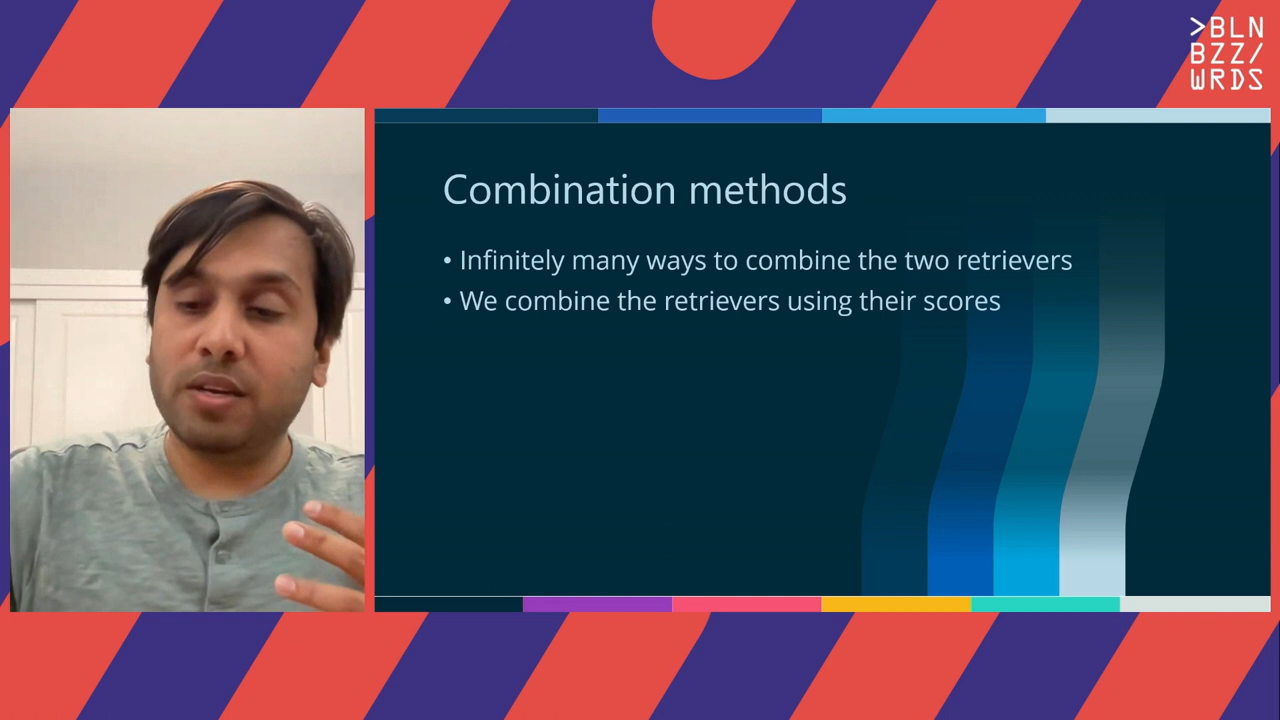 >BLN
BZZ/
WRDS
Combination methods
• Infinitely many ways to combine the two retrievers
• We combine the retrievers using their scores